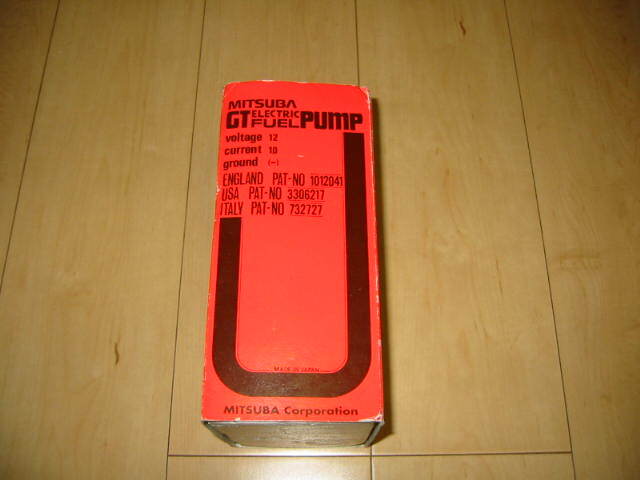 MITSUBA
GT ELECTRIC FUEL PUMP
voltage 12
current 10
ground (-)
ENGLAND PAT-NO 1012041
USA PAT-NO 3306217
ITALY PAT-NO 732727
MADE IN JAPAN
MITSUBA Corporation